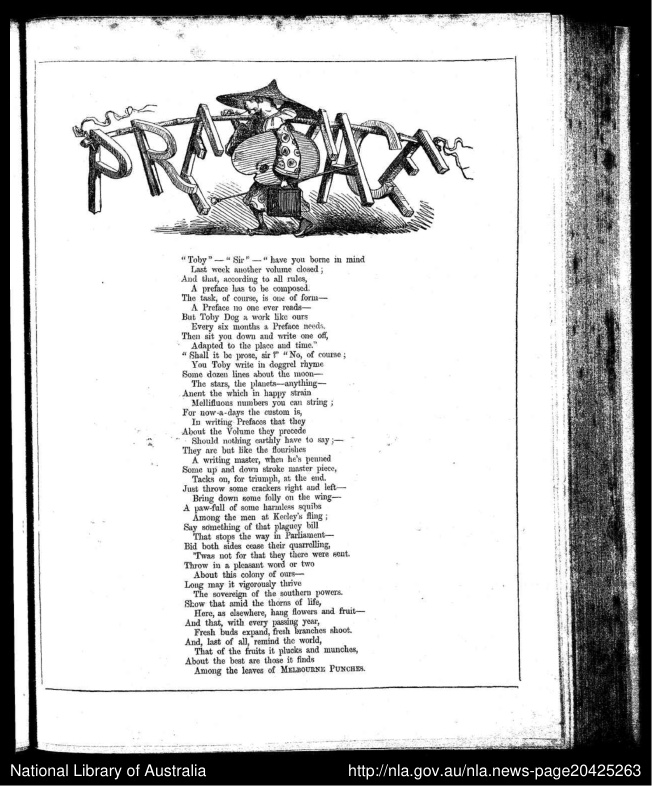 PREFACE
"Toby" — "Sir" — "have you borne in mind
Last week another volume closed;
And that, according to all rules,
A preface has to be composed.
The task, of course, is one of form—
A Preface no one ever reads—
But Toby Dog a work like ours
Every six months a Preface needs.
Then sit you down and write one off,
Adapted to the place and time."
"Shall it be prose, sir?" "No, of course;
You Toby write in doggrel rhyme
Some dozen lines about the moon—
The stars, the planets—anything—
Anent the which in happy strain
Mellifluous numbers you can string;
For now-a-days the custom is,
In writing Prefaces that they
About the Volume they precede
Should nothing earthly have to say;—
They are but like the flourishes
A writing master, when he's penned
Some up and down stroke master piece,
Tacks on, for triumph, at the end.
Just throw some crackers right and left—
Bring down some folly on the wing—
A paw-full of some harmless squibs
Among the men at Keeley's fling;
Say something of that plaguey bill
That stops the way in Parliament—
Bid both sides cease their quarrelling,
'Twas not for that they there were sent.
Throw in a pleasant word or two
About this colony of ours—
Long may it vigorously thrive
The sovereign of the southern powers.
Show that amid the thorns of life,
Here, as elsewhere, hang flowers and fruit—
And that, with every passing year,
Fresh buds expand, fresh branches shoot.
And, last of all, remind the world,
That of the fruits it plucks and munches,
About the best are those it finds
Among the leaves of MELBOURNE PUNCHES.
National Library of Australia
http://nla.gov.au/nla.news-page20425263